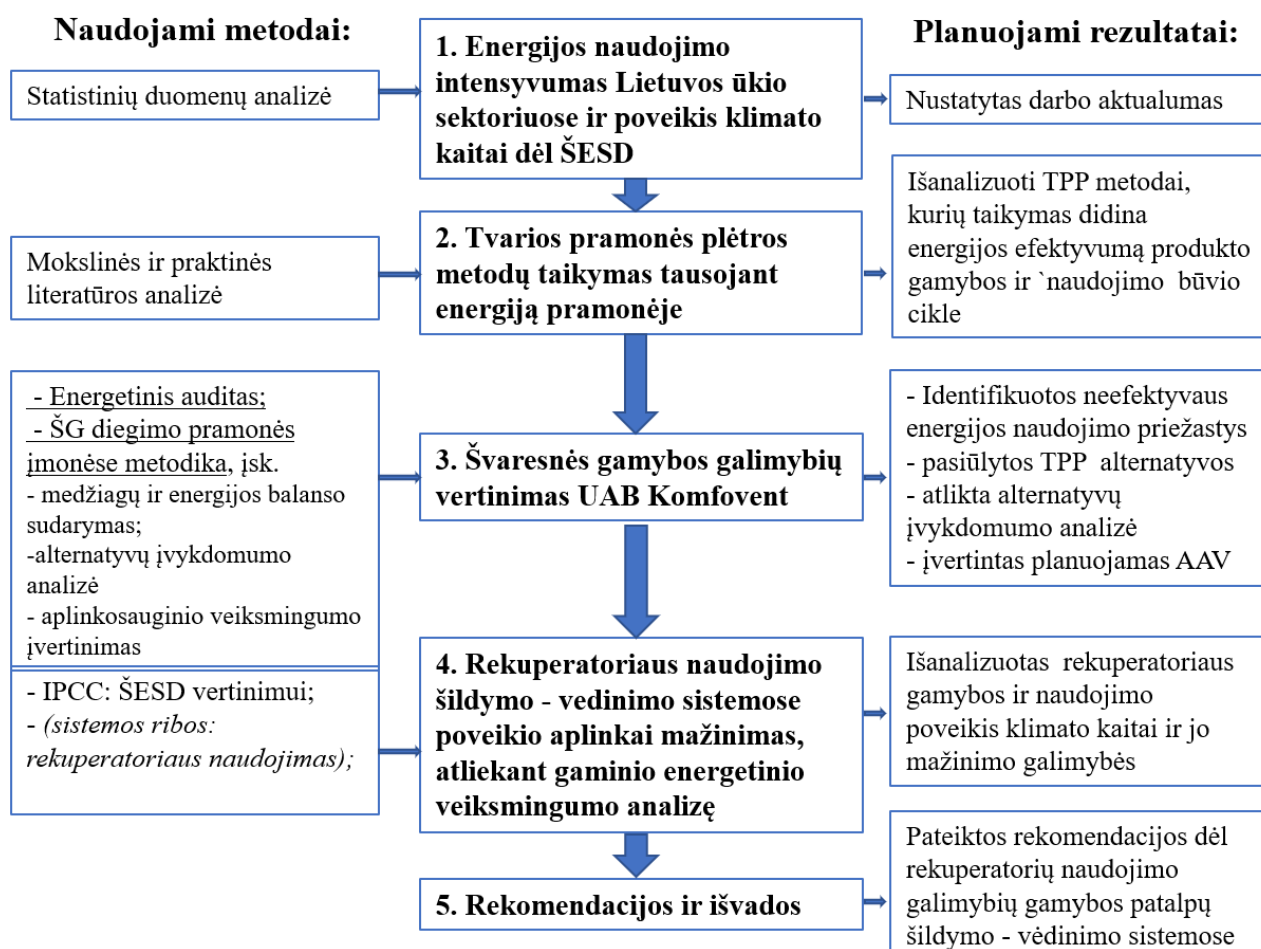 Naudojami metodai:
Statistinių duomenų analizė
Mokslinės ir praktinės
literatūros analizė
- Energetinis auditas;
- ŠG diegimo pramonės
įmonėse metodika, įsk.
- medžiagų ir energijos balanso
sudarymas;
-alternatyvų įvykdomumo
analizė
- aplinkosauginio veiksmingumo
įvertinimas
- IPCC: ŠESD vertinimui;
- (sistemos ribos:
rekuperatoriaus naudojimas);
1. Energijos naudojimo
intensyvumas Lietuvos ūkio
sektoriuose ir poveikis klimato
kaitai dėl ŠESD
2. Tvarios pramonės plėtros
metodų taikymas tausojant
energiją pramonėje
3. Švaresnės gamybos galimybių
vertinimas UAB Komfovent
4. Rekuperatoriaus naudojimo
šildymo - vedinimo sistemose
poveikio aplinkai mažinimas,
atliekant gaminio energetinio
veiksmingumo analizę
5. Rekomendacijos ir išvados
Planuojami rezultatai:
Nustatytas darbo aktualumas
Išanalizuoti TPP metodai,
kurių taikymas didina
energijos efektyvumą produkto
gamybos ir `naudojimo būvio
cikle
- Identifikuotos neefektyvaus
energijos naudojimo priežastys
- pasiūlytos TPP alternatyvos
- atlikta alternatyvų
įvykdomumo analizė
- įvertintas planuojamas AAV
Išanalizuotas rekuperatoriaus
gamybos ir naudojimo
poveikis klimato kaitai ir jo
mažinimo galimybės
Pateiktos rekomendacijos dėl
rekuperatorių naudojimo
galimybių gamybos patalpų
šildymo - vėdinimo sistemose